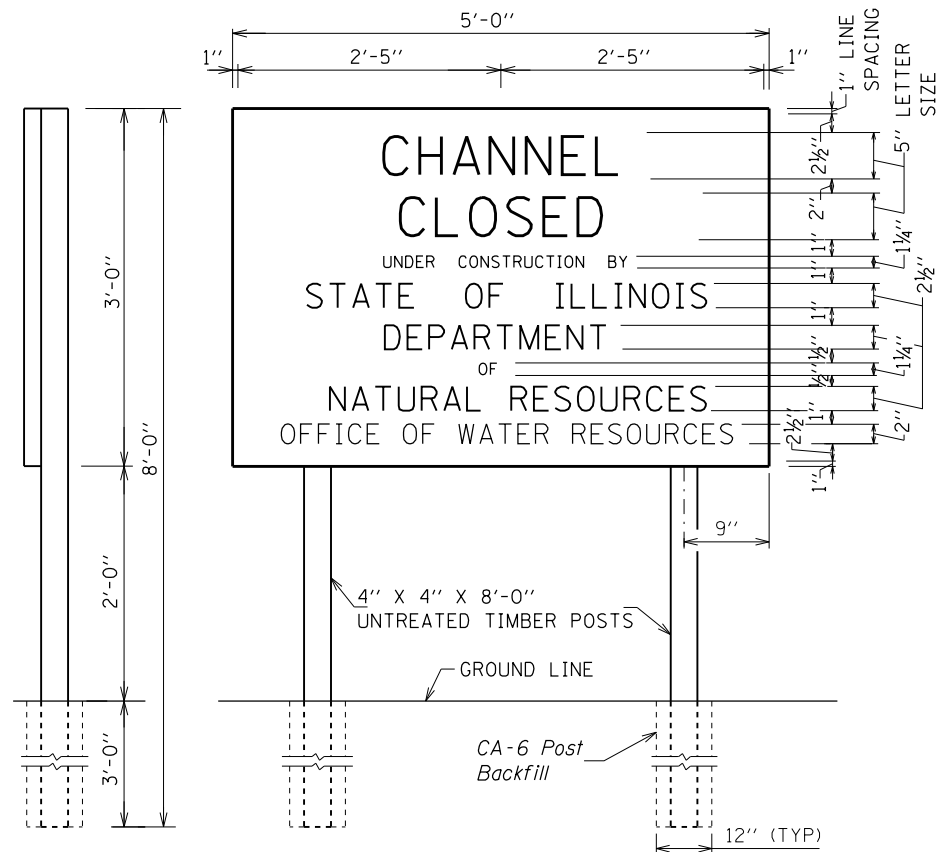 5'-0"
1" 2'-5" 2'-5" 1"
1" LINE
SPACING
5" LETTER
SIZE
CHANNEL
CLOSED
UNDER CONSTRUCTION BY
STATE OF ILLINOIS
DEPARTMENT
OF
NATURAL RESOURCES
OFFICE OF WATER RESOURCES
2½"
2"
1"
1"
1"
½"
½"
1"
2½"
1"
1¼"
2½"
1¼"
2"
3'-0"
8'-0"
2'-0"
3'-0"
9"
4" X 4" X 8'-0"
UNTREATED TIMBER POSTS
GROUND LINE
CA-6 Post
Backfill
12" (TYP)